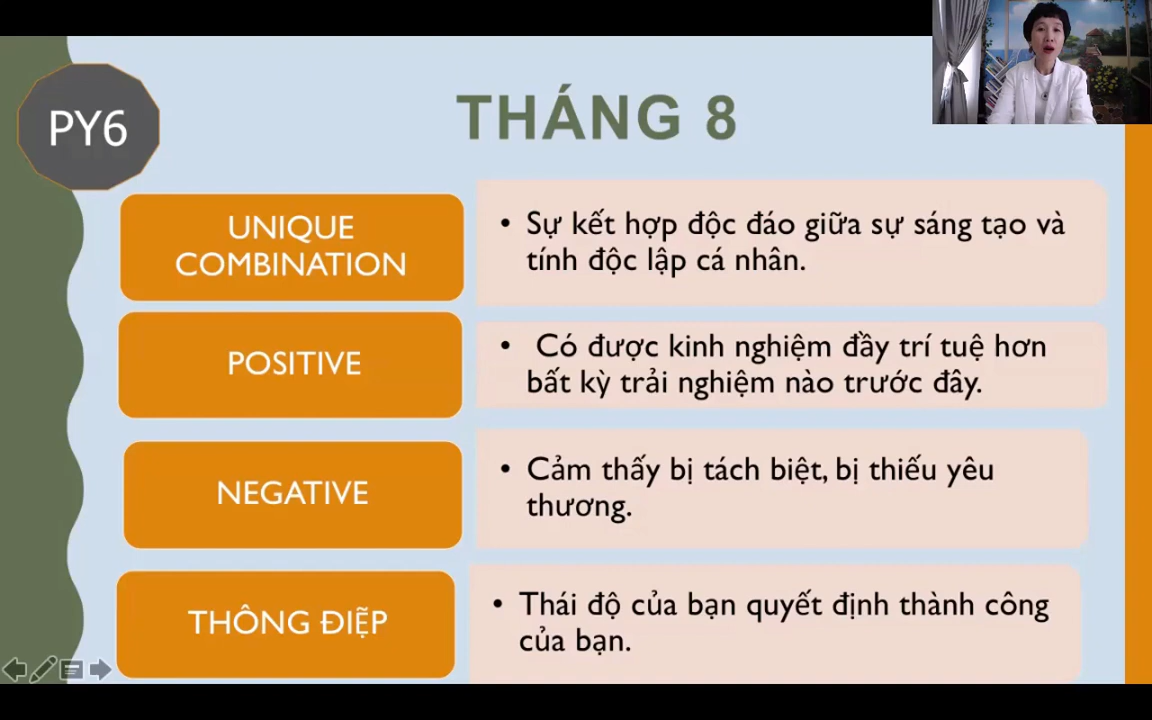 PY6
THÁNG 8
UNIQUE
COMBINATION
• Sự kết hợp độc đáo giữa sự sáng tạo và
tính độc lập cá nhân.
POSITIVE
• Có được kinh nghiệm đầy trí tuệ hơn
bất kỳ trải nghiệm nào trước đây.
NEGATIVE
• Cảm thấy bị tách biệt, bị thiếu yêu
thương.
THÔNG ĐIỆP
• Thái độ của bạn quyết định thành công
của bạn.